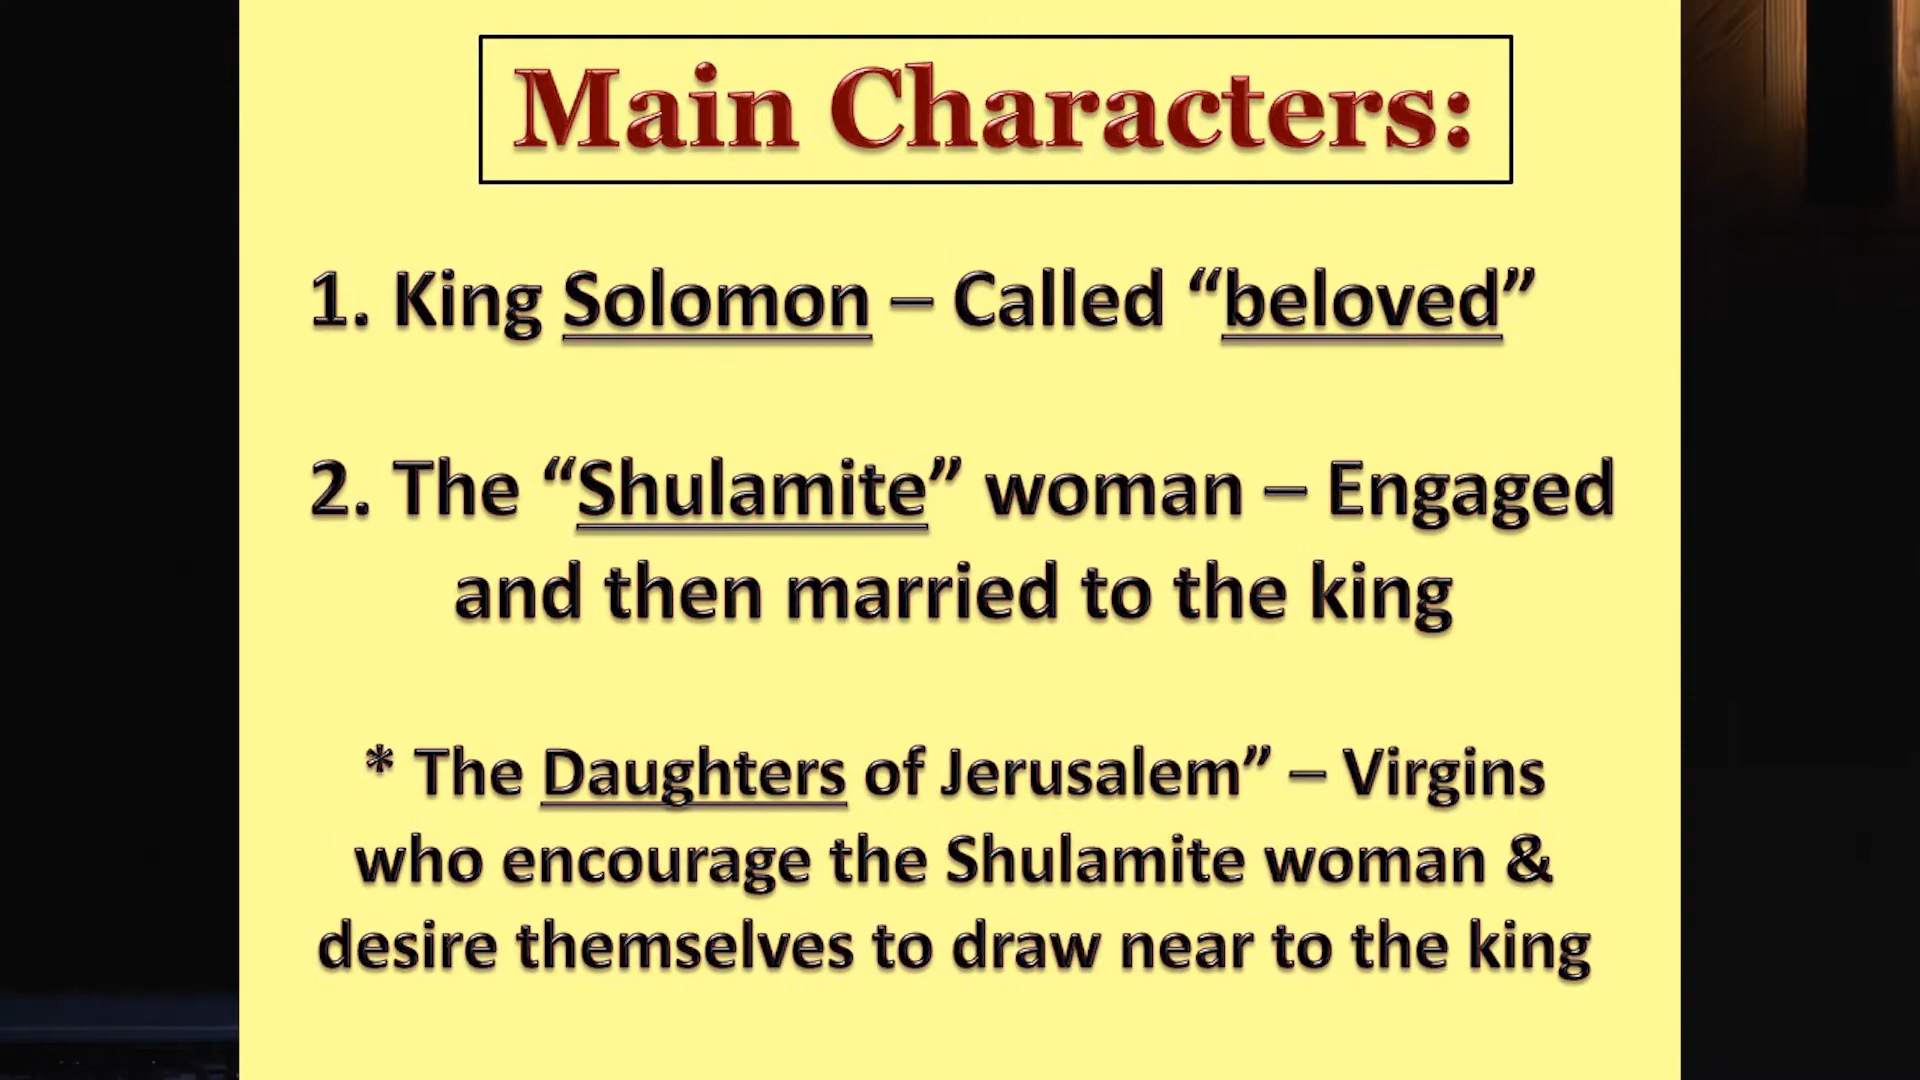 Main Characters:
1. King Solomon – Called “beloved”
2. The “Shulamite” woman – Engaged
and then married to the king
* The Daughters of Jerusalem” – Virgins
who encourage the Shulamite woman &
desire themselves to draw near to the king